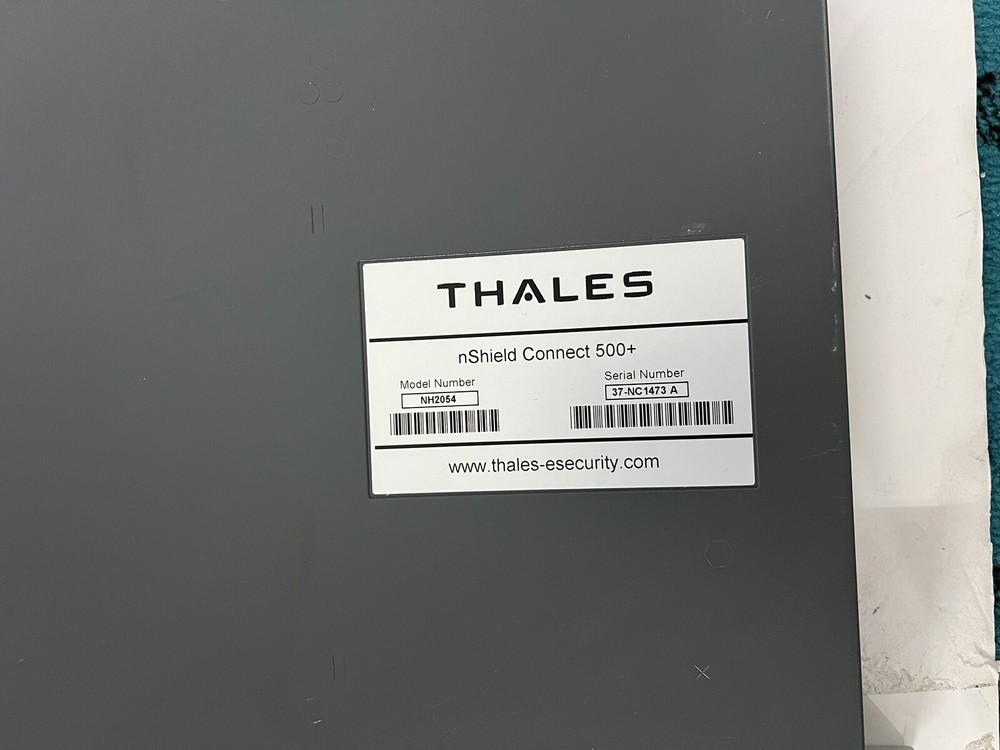 THALES
nShield Connect 500+
Model Number
NH2054
Serial Number
37-NC1473 A
www.thales-esecurity.com